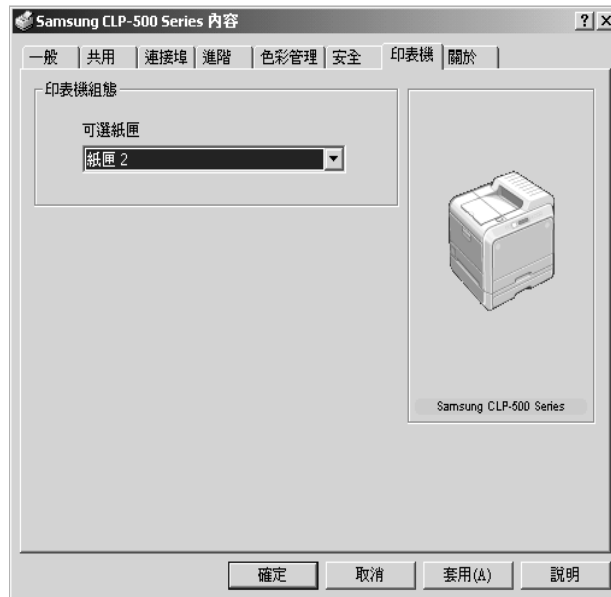 Samsung CLP-500 Series 內容
一般 共用 連接埠 進階 色彩管理 安全 印表機 關於
印表機組態
可選紙匣
紙匣 2
Samsung CLP-500 Series
確定 取消 套用(A) 說明